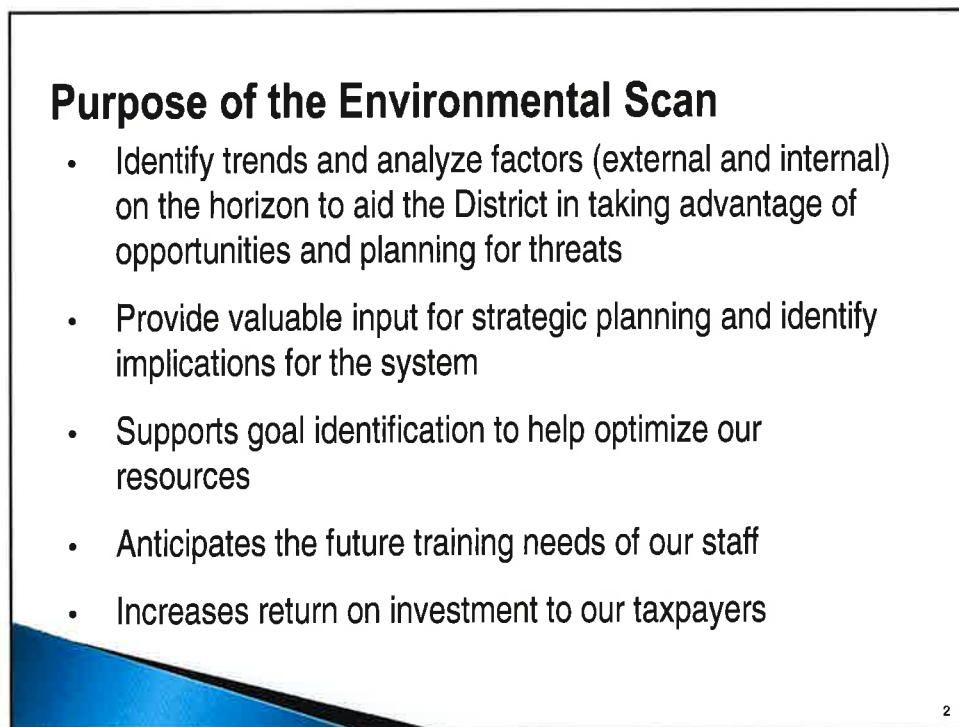 Purpose of the Environmental Scan
• Identify trends and analyze factors (external and internal)
on the horizon to aid the District in taking advantage of
opportunities and planning for threats
• Provide valuable input for strategic planning and identify
implications for the system
• Supports goal identification to help optimize our
resources
• Anticipates the future training needs of our staff
• Increases return on investment to our taxpayers
2